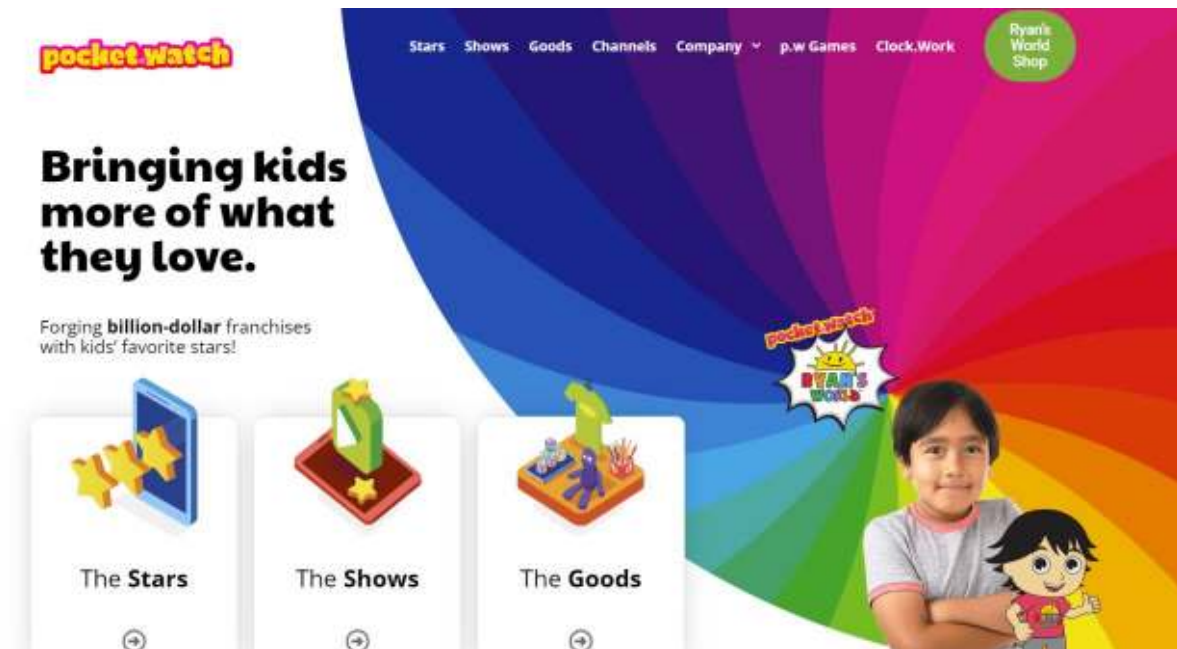 pocket.watch
Stars Shows Goods Channels Company p.w Games Clock.Work
Ryan's
World
Shop
Bringing kids
more of what
they love.
Forging billion-dollar franchises
with kids' favorite stars!
pocket.watch
RYAN'S
WORLD
The Stars
The Shows
The Goods